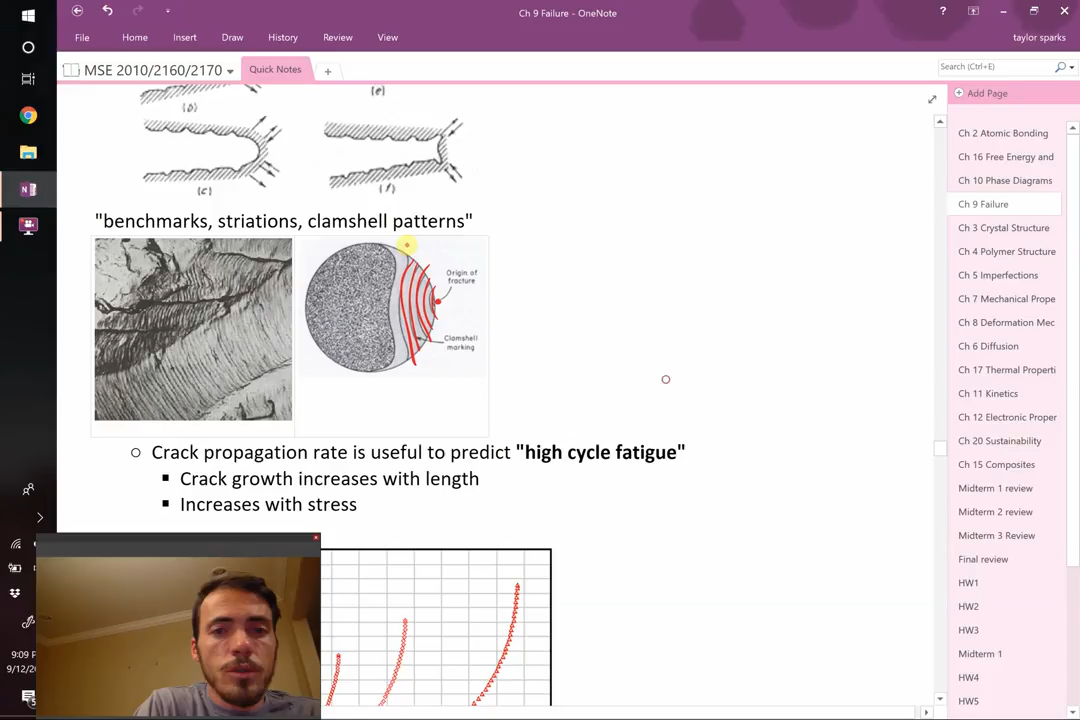 Ch 9 Failure - OneNote
taylor sparks
File Home Insert Draw History Review View
MSE 2010/2160/2170
Quick Notes
Search (Ctrl+E)
Add Page
(b)
(e)
(c)
(f)
"benchmarks, striations, clamshell patterns"
Origin of
fracture
Clamshell
marking
Crack propagation rate is useful to predict "high cycle fatigue"
Crack growth increases with length
Increases with stress
Ch 2 Atomic Bonding
Ch 16 Free Energy and
Ch 10 Phase Diagrams
Ch 9 Failure
Ch 3 Crystal Structure
Ch 4 Polymer Structure
Ch 5 Imperfections
Ch 7 Mechanical Prope
Ch 8 Deformation Mec
Ch 6 Diffusion
Ch 17 Thermal Properti
Ch 11 Kinetics
Ch 12 Electronic Proper
Ch 20 Sustainability
Ch 15 Composites
Midterm 1 review
Midterm 2 review
Midterm 3 Review
Final review
HW1
HW2
HW3
Midterm 1
HW4
HW5
9:09 P
9/12/20